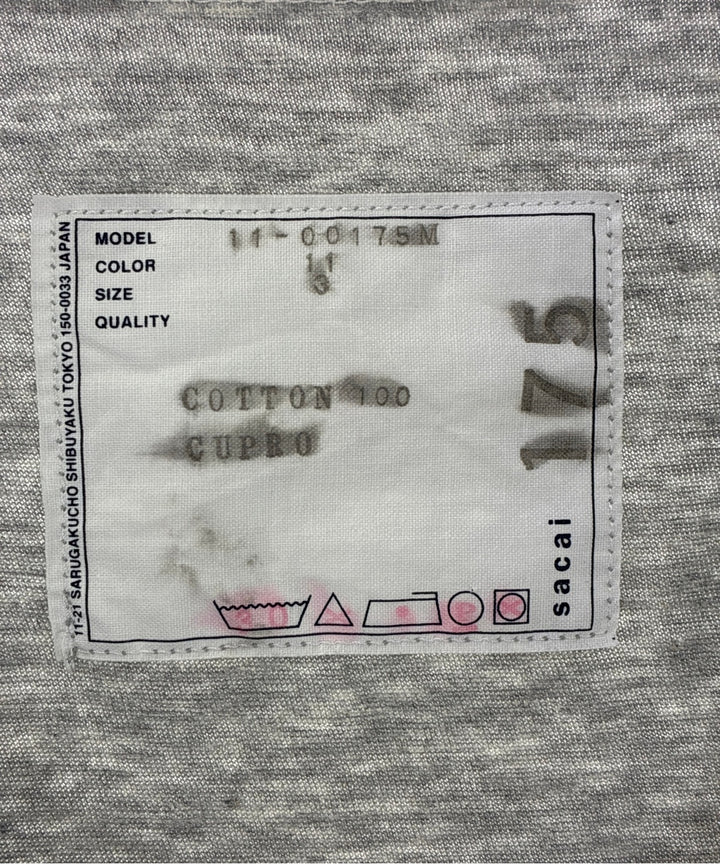 MODEL 11-00175M
COLOR 11
SIZE 3
QUALITY
COTTON 100
CUPRO
175
sacai
11-21 SARUGAKUCHO SHIBUYAKU TOKYO 150-0033 JAPAN